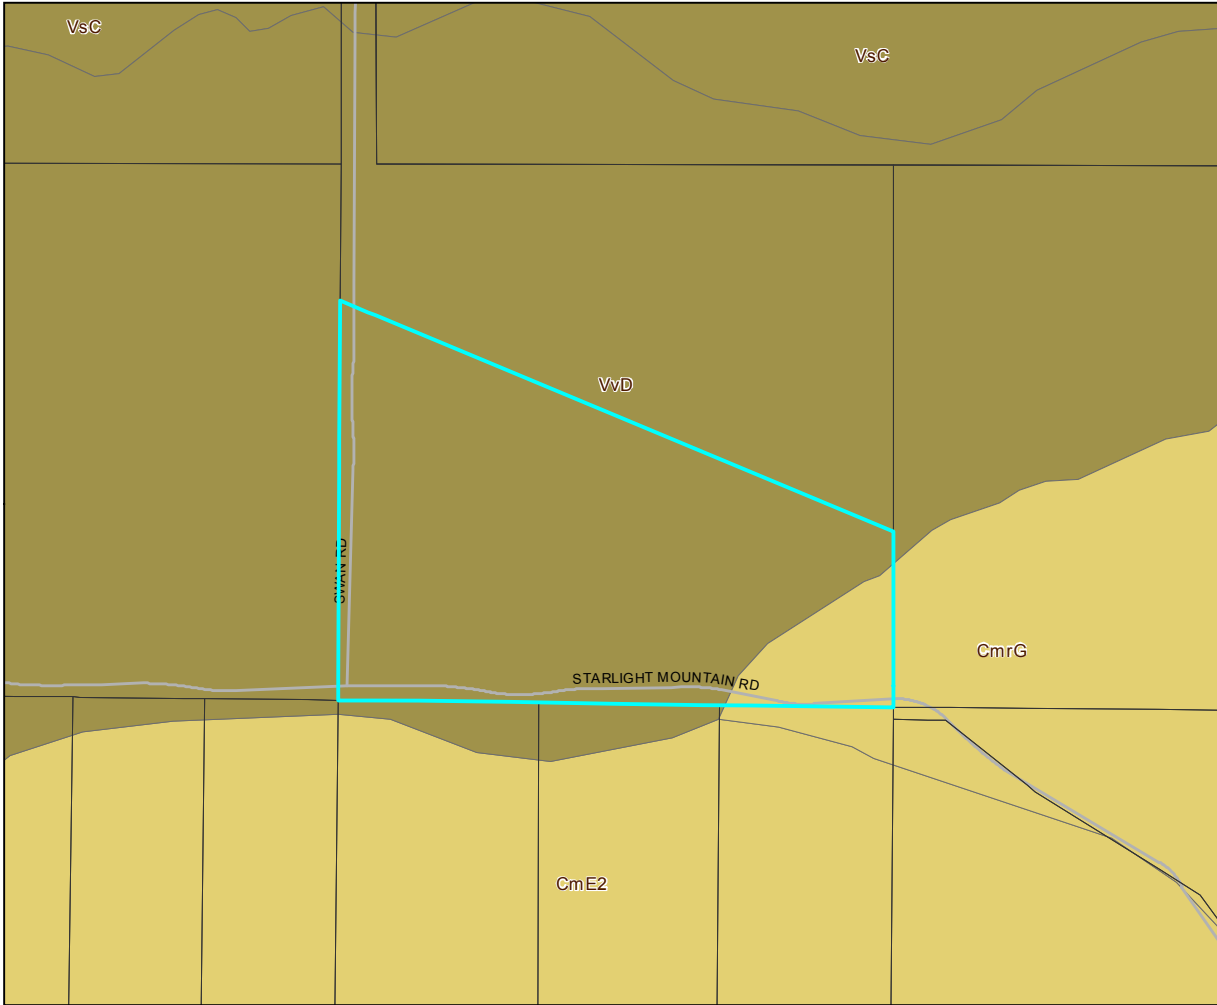 VsC
VsC
VvD
SWAN RD
CmrG
STARLIGHT MOUNTAIN RD
CmE2